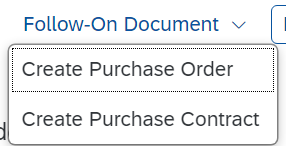 Follow-On Document
Create Purchase Order
Create Purchase Contract